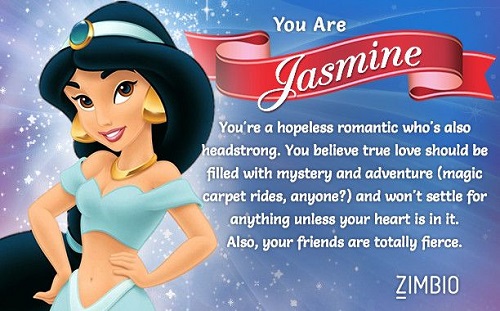 You Are
Jasmine
You're a hopeless romantic who's also
headstrong. You believe true love should be
filled with mystery and adventure (magic
carpet rides, anyone?) and won't settle for
anything unless your heart is in it.
Also, your friends are totally fierce.
ZIMBIO